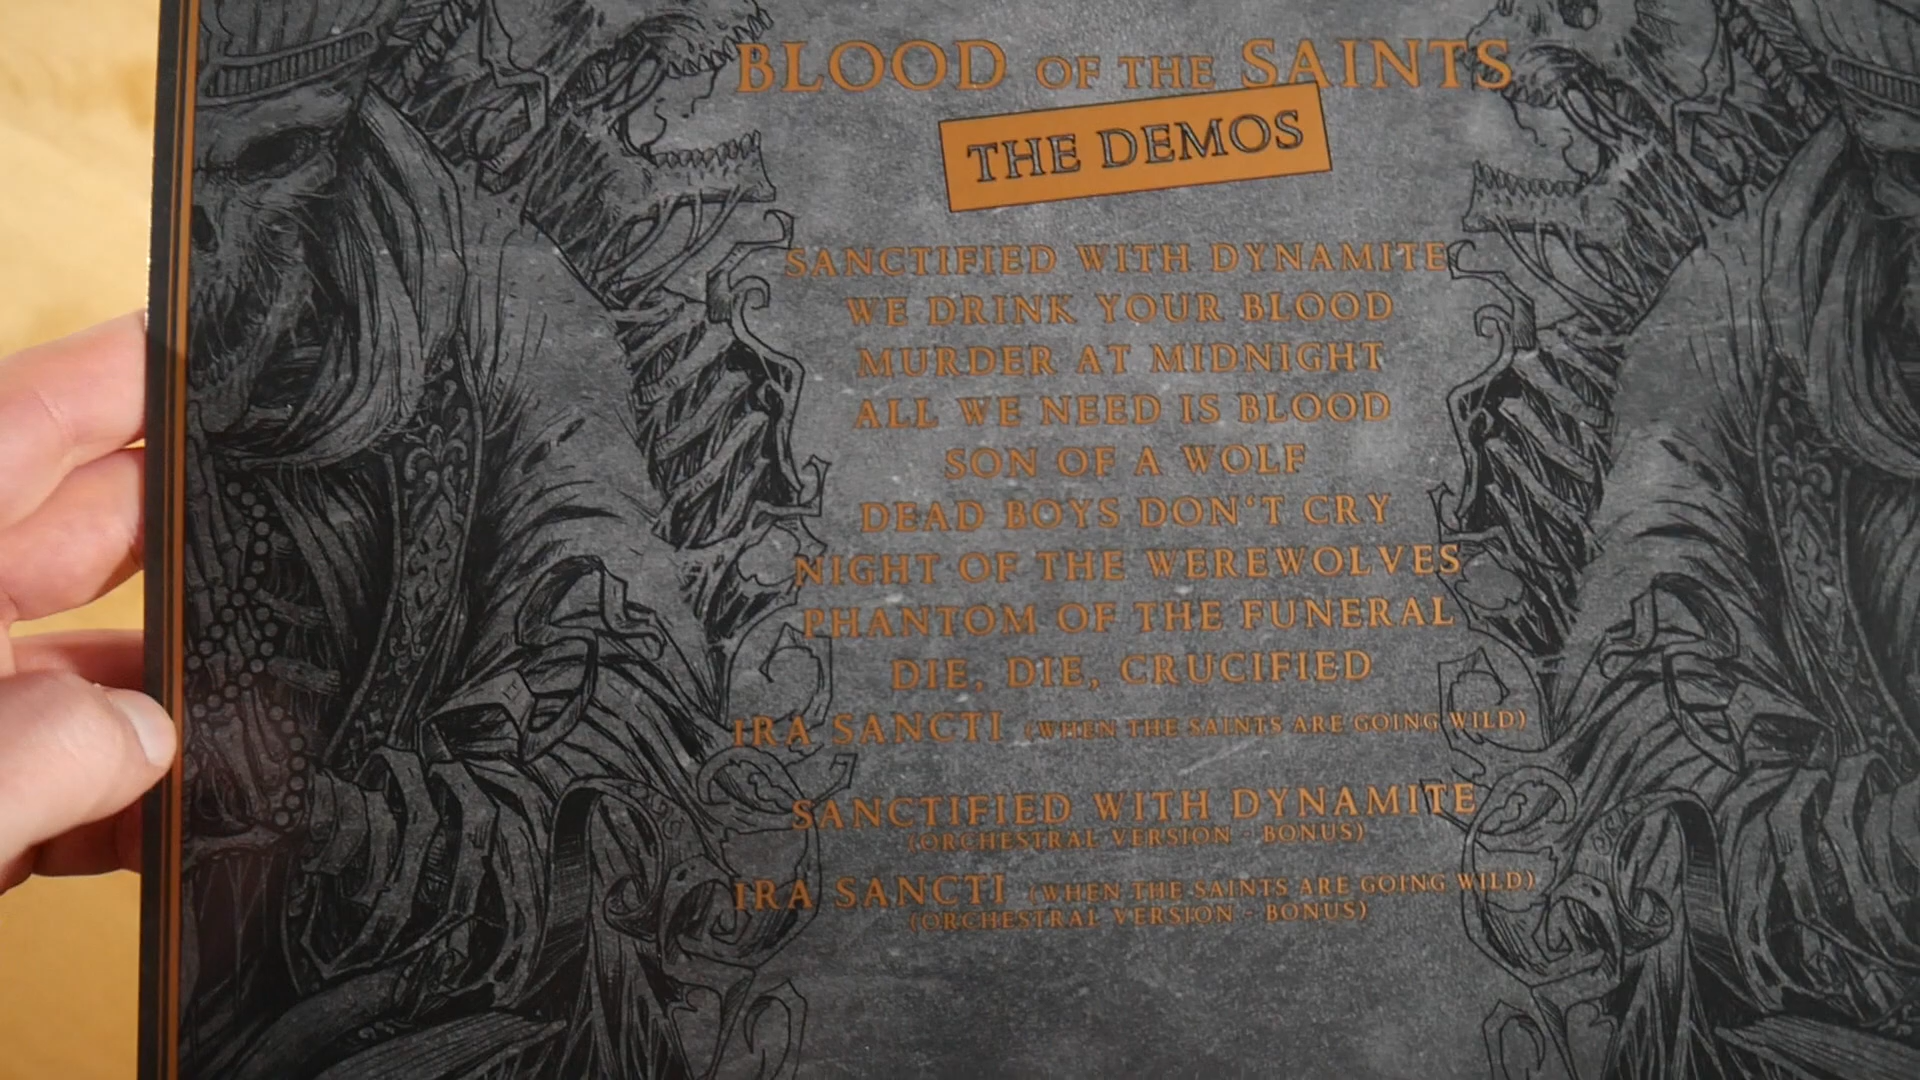 BLOOD OF THE SAINTS
THE DEMOS
SANCTIFIED WITH DYNAMITE
WE DRINK YOUR BLOOD
MURDER AT MIDNIGHT
ALL WE NEED IS BLOOD
SON OF A WOLF
DEAD BOYS DON‘T CRY
NIGHT OF THE WEREWOLVES
PHANTOM OF THE FUNERAL
DIE, DIE, CRUCIFIED
IRA SANCTI (WHEN THE SAINTS ARE GOING WILD)
SANCTIFIED WITH DYNAMITE
(ORCHESTRAL VERSION - BONUS)
IRA SANCTI (WHEN THE SAINTS ARE GOING WILD)
(ORCHESTRAL VERSION - BONUS)